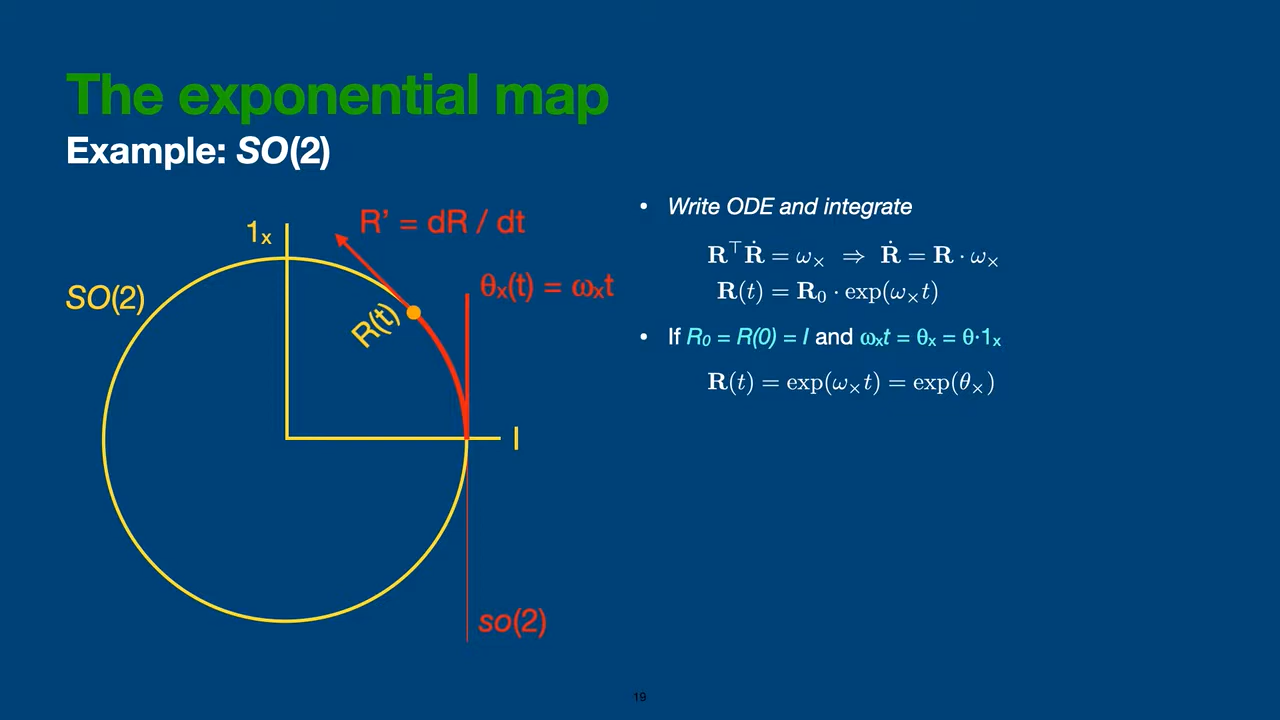 The exponential map
Example: SO(2)
1ₓ
SO(2)
R' = dR / dt
θₓ(t) = ωₓt
R(t)
I
so(2)
• Write ODE and integrate
R⊤Ṙ = ω× ⇒ Ṙ = R · ω×
R(t) = R₀ · exp(ω×t)
• If R₀ = R(0) = I and ωₓt = θₓ = θ·1ₓ
R(t) = exp(ω×t) = exp(θ×)
19